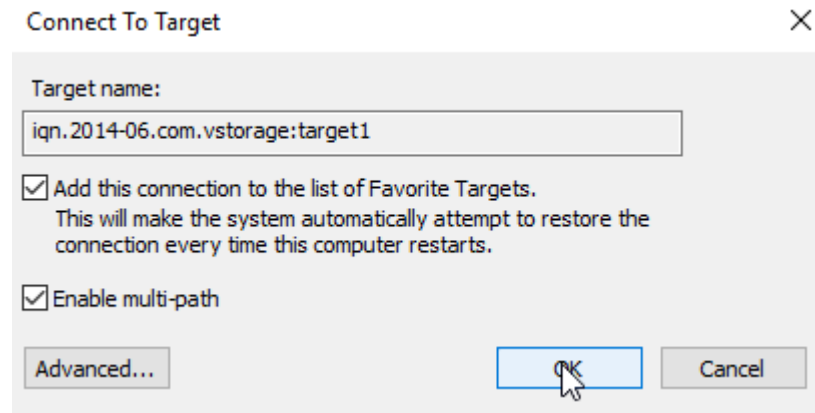 Connect To Target
Target name:
iqn.2014-06.com.vstorage:target1
Add this connection to the list of Favorite Targets.
This will make the system automatically attempt to restore the
connection every time this computer restarts.
Enable multi-path
Advanced...
OK
Cancel